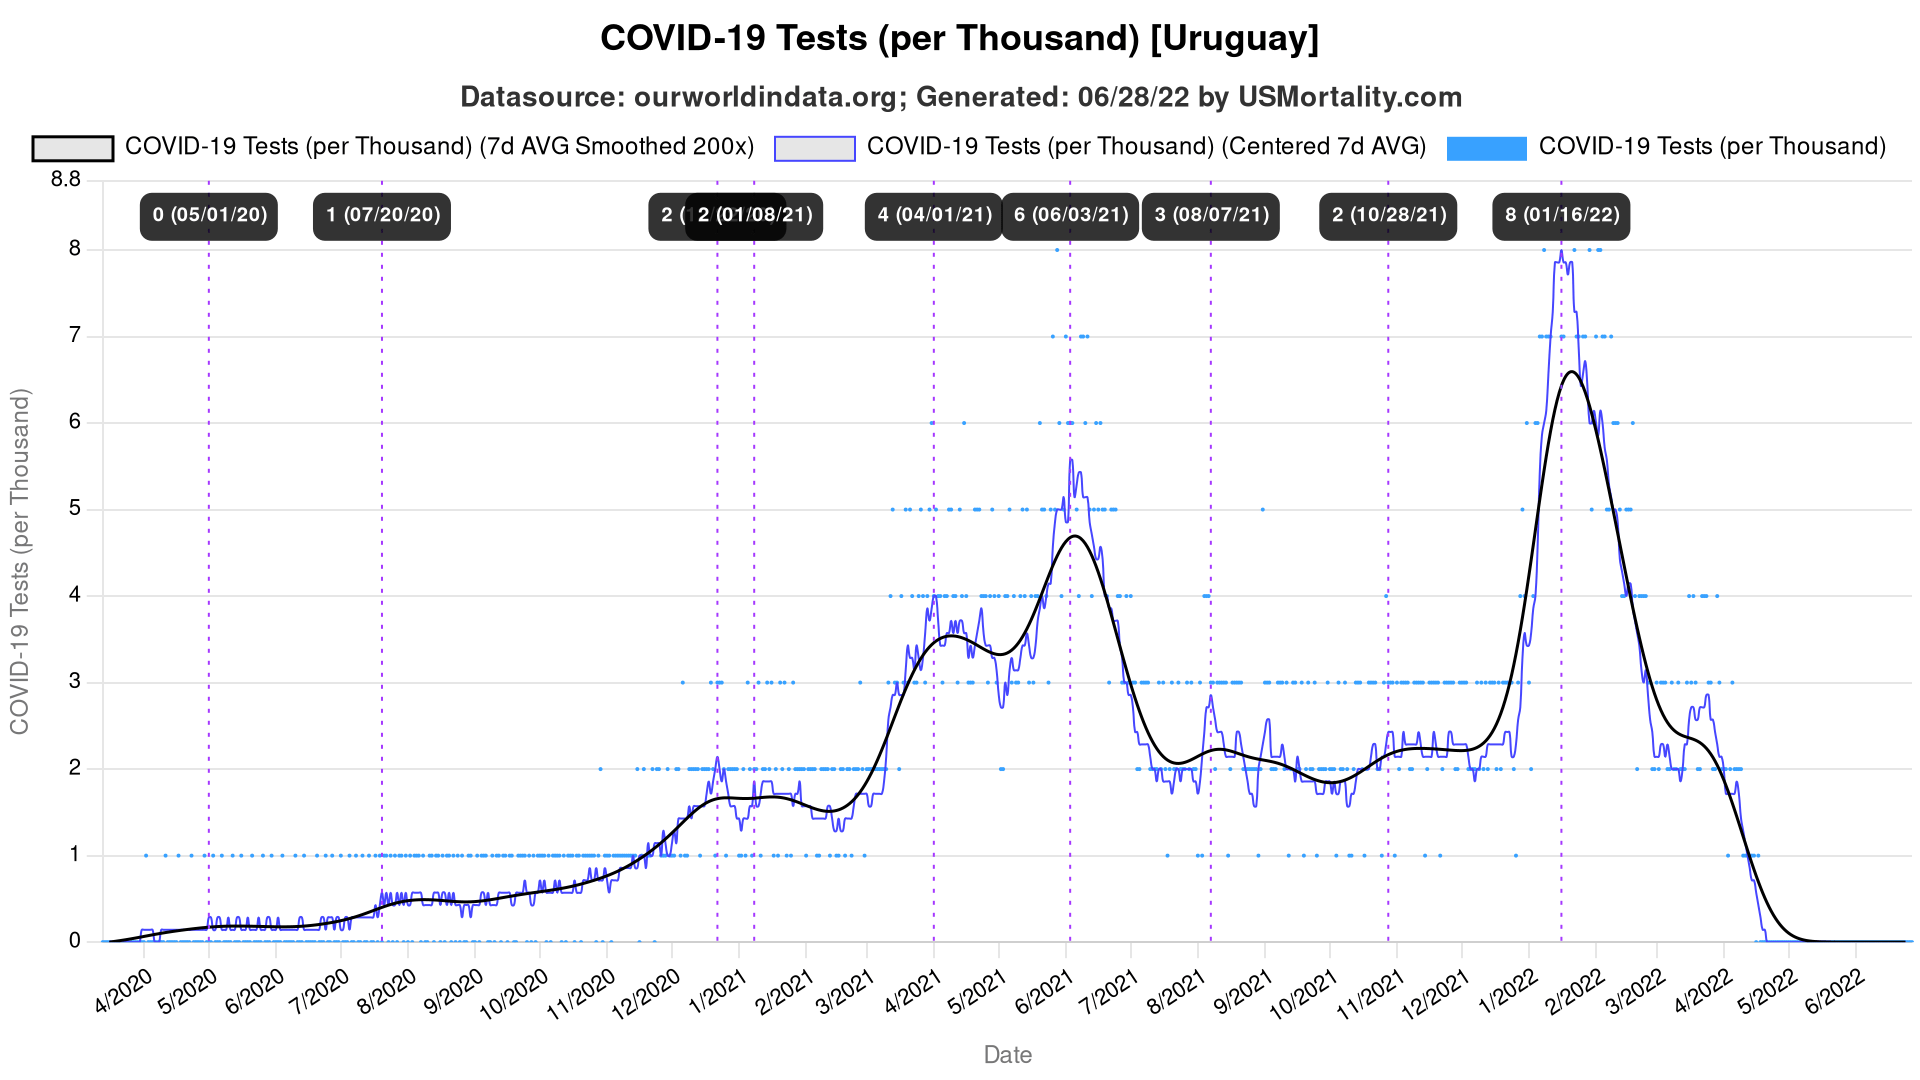 COVID-19 Tests (per Thousand) [Uruguay]
Datasource: ourworldindata.org; Generated: 06/28/22 by USMortality.com
COVID-19 Tests (per Thousand) (7d AVG Smoothed 200x) COVID-19 Tests (per Thousand) (Centered 7d AVG) COVID-19 Tests (per Thousand)
0 (05/01/20) 1 (07/20/20) 2 (12 (01/08/21) 4 (04/01/21) 6 (06/03/21) 3 (08/07/21) 2 (10/28/21) 8 (01/16/22)
8.8
8
7
6
5
4
3
2
1
0
COVID-19 Tests (per Thousand)
4/2020 5/2020 6/2020 7/2020 8/2020 9/2020 10/2020 11/2020 12/2020 1/2021 2/2021 3/2021 4/2021 5/2021 6/2021 7/2021 8/2021 9/2021 10/2021 11/2021 12/2021 1/2022 2/2022 3/2022 4/2022 5/2022 6/2022
Date